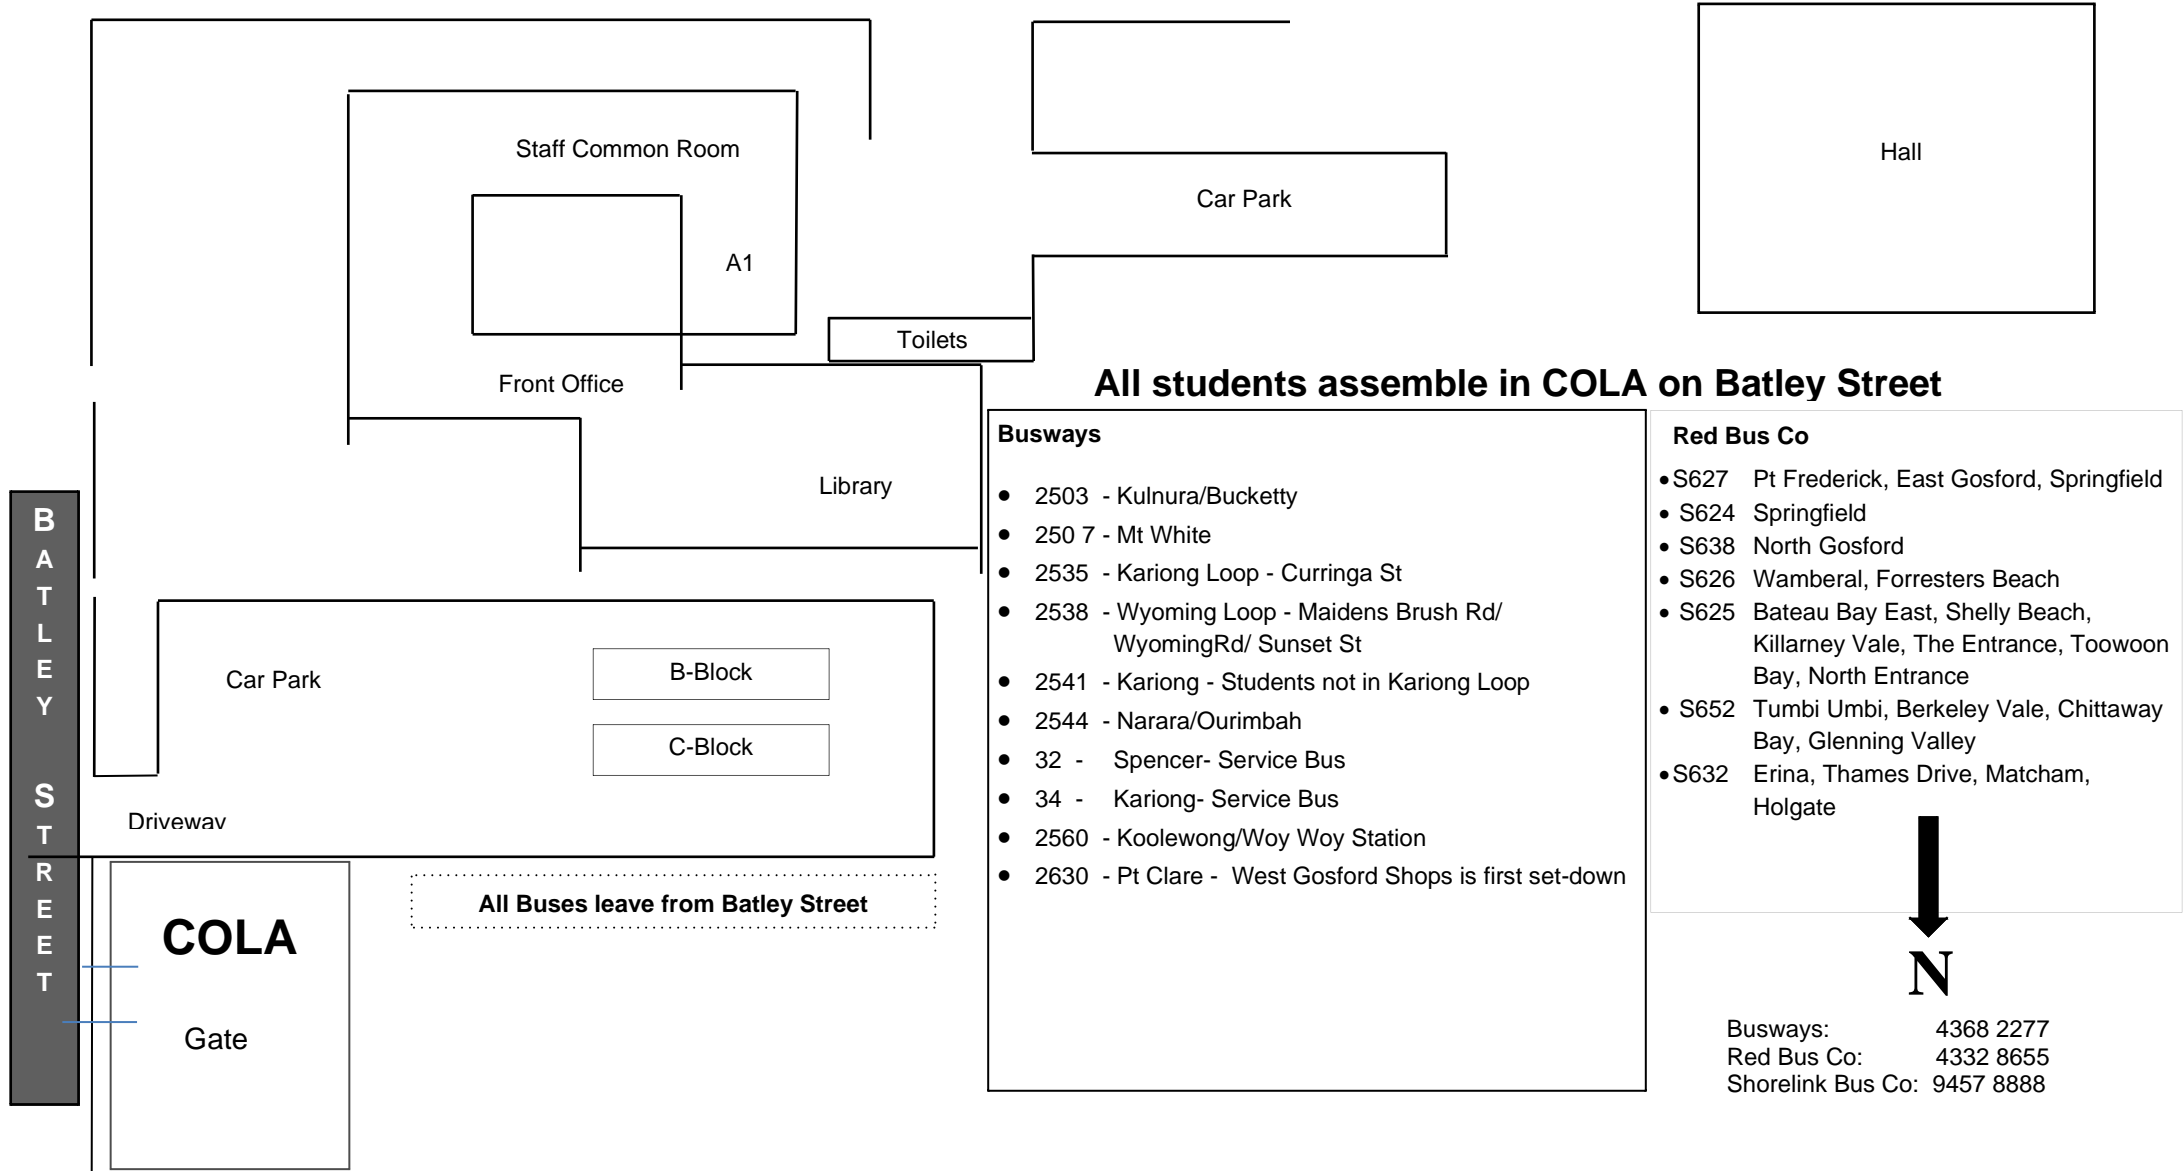 Staff Common Room
Hall
Car Park
A1
Toilets
Front Office
All students assemble in COLA on Batley Street
Library
BATLEY STREET
Car Park
B-Block
C-Block
Driveway
COLA
Gate
All Buses leave from Batley Street
Busways
• 2503 - Kulnura/Bucketty
• 250 7 - Mt White
• 2535 - Kariong Loop - Curringa St
• 2538 - Wyoming Loop - Maidens Brush Rd/
WyomingRd/ Sunset St
• 2541 - Kariong - Students not in Kariong Loop
• 2544 - Narara/Ourimbah
• 32 - Spencer- Service Bus
• 34 - Kariong- Service Bus
• 2560 - Koolewong/Woy Woy Station
• 2630 - Pt Clare - West Gosford Shops is first set-down
Red Bus Co
• S627 Pt Frederick, East Gosford, Springfield
• S624 Springfield
• S638 North Gosford
• S626 Wamberal, Forresters Beach
• S625 Bateau Bay East, Shelly Beach,
Killarney Vale, The Entrance, Toowoon
Bay, North Entrance
• S652 Tumbi Umbi, Berkeley Vale, Chittaway
Bay, Glenning Valley
• S632 Erina, Thames Drive, Matcham,
Holgate
N
Busways: 4368 2277
Red Bus Co: 4332 8655
Shorelink Bus Co: 9457 8888